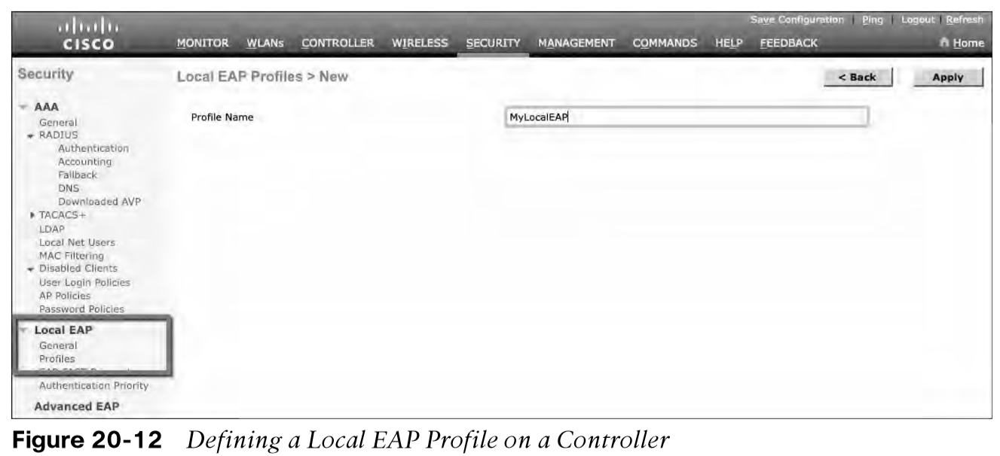 Save Configuration | Ping | Logout | Refresh
CISCO
MONITOR WLANs CONTROLLER WIRELESS SECURITY MANAGEMENT COMMANDS HELP FEEDBACK Home
Security
Local EAP Profiles > New
< Back
Apply
AAA
General
RADIUS
Authentication
Accounting
Fallback
DNS
Downloaded AVP
TACACS+
LDAP
Local Net Users
MAC Filtering
Disabled Clients
User Login Policies
AP Policies
Password Policies
Profile Name MyLocalEAP
Local EAP
General
Profiles
Authentication Priority
Advanced EAP
Figure 20-12 Defining a Local EAP Profile on a Controller